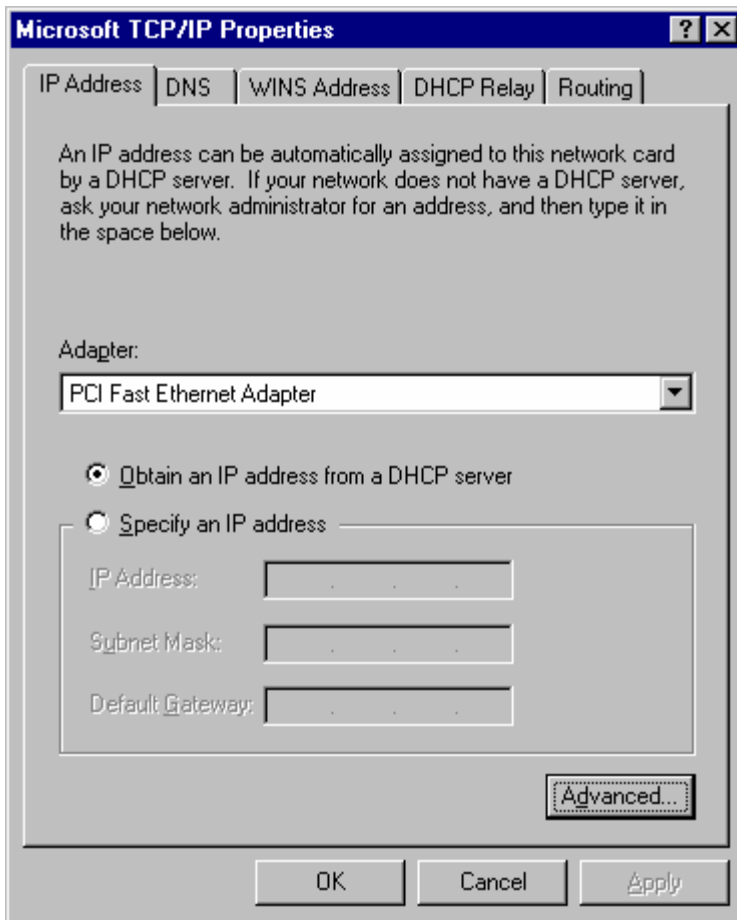 Microsoft TCP/IP Properties
IP Address DNS WINS Address DHCP Relay Routing
An IP address can be automatically assigned to this network card
by a DHCP server. If your network does not have a DHCP server,
ask your network administrator for an address, and then type it in
the space below.
Adapter:
PCI Fast Ethernet Adapter
Obtain an IP address from a DHCP server
Specify an IP address
IP Address:
Subnet Mask:
Default Gateway:
Advanced...
OK Cancel Apply